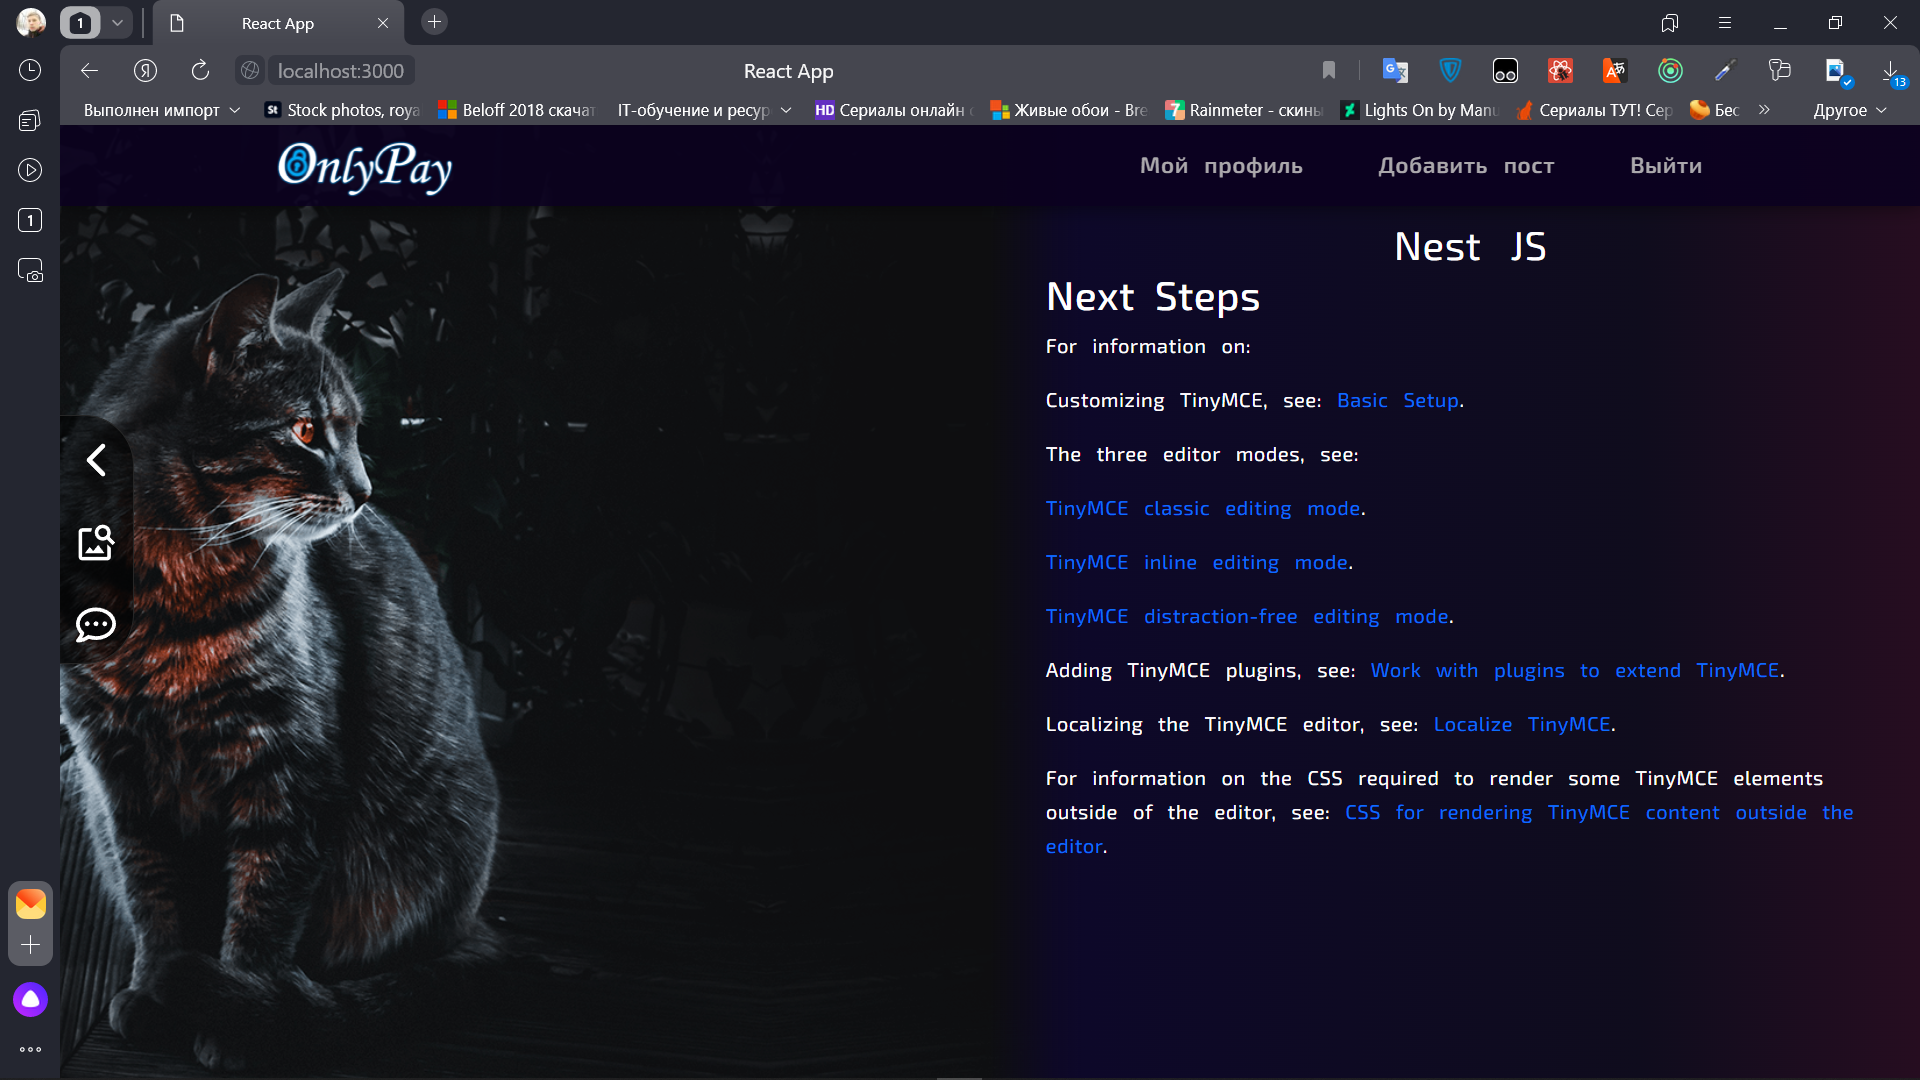 1
React App
localhost:3000
React App
13
Выполнен импорт
St Stock photos, roya
Beloff 2018 скачат
IT-обучение и ресур
HD Сериалы онлайн
Живые обои - Bre
7 Rainmeter - скины
Lights On by Manu
Сериалы ТУТ! Сер
Бес
Другое
1
OnlyPay
Мой профиль
Добавить пост
Выйти
Nest JS
Next Steps
For information on:
Customizing TinyMCE, see: Basic Setup.
The three editor modes, see:
TinyMCE classic editing mode.
TinyMCE inline editing mode.
TinyMCE distraction-free editing mode.
Adding TinyMCE plugins, see: Work with plugins to extend TinyMCE.
Localizing the TinyMCE editor, see: Localize TinyMCE.
For information on the CSS required to render some TinyMCE elements
outside of the editor, see: CSS for rendering TinyMCE content outside the
editor.